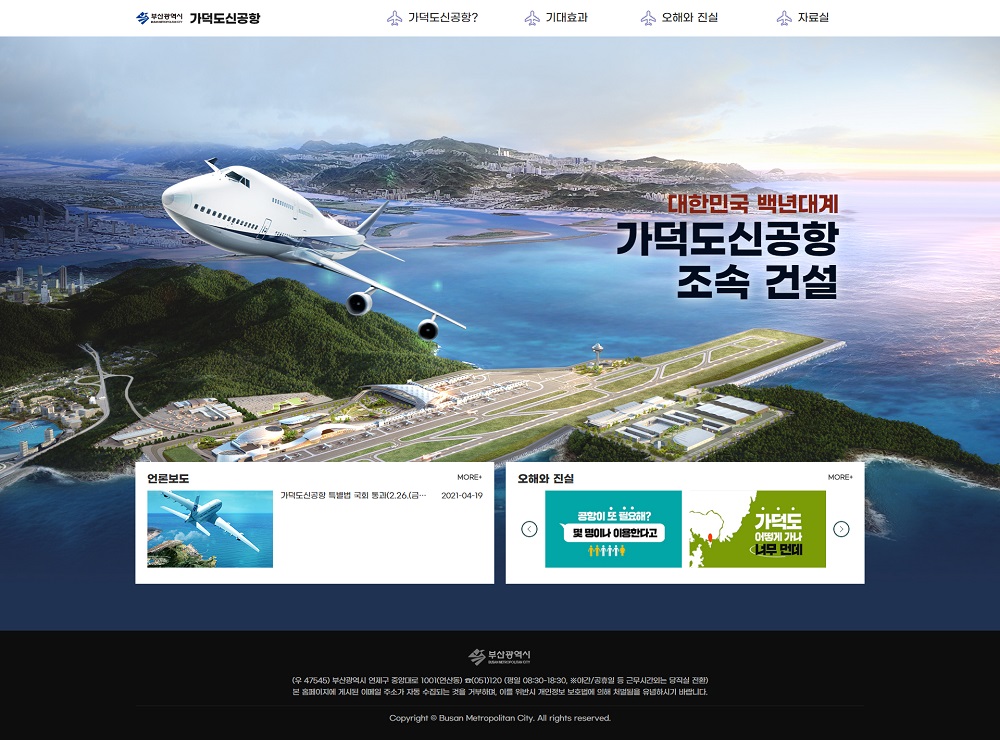 부산광역시
BUSAN METROPOLITAN CITY
가덕도신공항
가덕도신공항?
기대효과
오해와 진실
자료실
대한민국 백년대계
가덕도신공항
조속 건설
언론보도
MORE+
가덕도신공항 특별법 국회 통과(2.26.(금…
2021-04-19
오해와 진실
MORE+
공항이 또 필요해?
몇 명이나 이용한다고
가덕도
어떻게 가나
너무 먼데
부산광역시
BUSAN METROPOLITAN CITY
(우 47545) 부산광역시 연제구 중앙대로 1001(연산동) ☎(051)120 (평일 08:30-18:30, ※야간/공휴일 등 근무시간외는 당직실 전환)
본 홈페이지에 게시된 이메일 주소가 자동 수집되는 것을 거부하며, 이를 위반시 개인정보 보호법에 의해 처벌됨을 유념하시기 바랍니다.
Copyright © Busan Metropolitan City. All rights reserved.